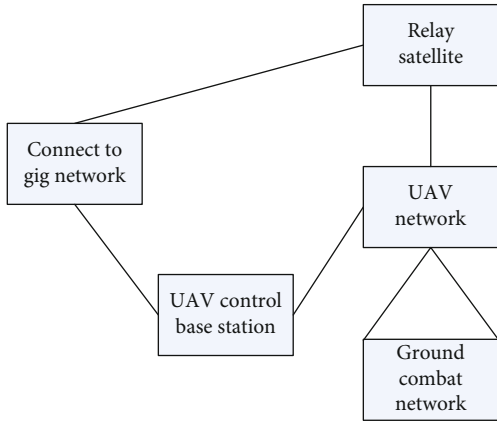 Relay
satellite
Connect to
gig network
UAV
network
UAV control
base station
Ground
combat
network